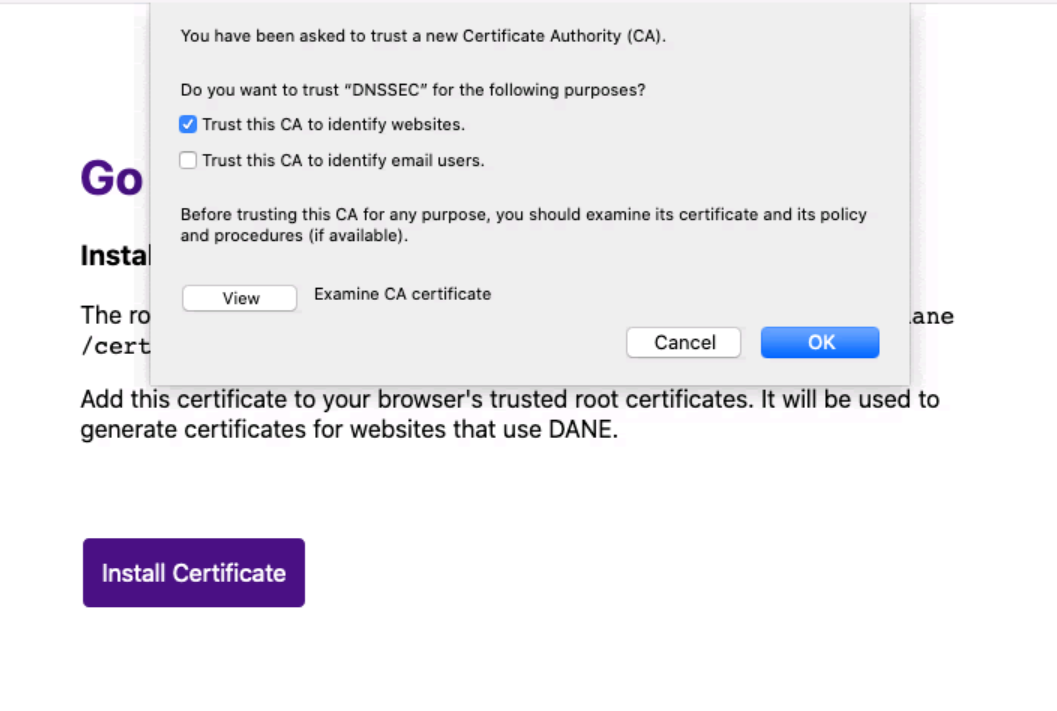 You have been asked to trust a new Certificate Authority (CA).
Do you want to trust “DNSSEC” for the following purposes?
Trust this CA to identify websites.
Trust this CA to identify email users.
Before trusting this CA for any purpose, you should examine its certificate and its policy
and procedures (if available).
View
Examine CA certificate
Cancel
OK
Go
The
/cert
Add this certificate to your browser's trusted root certificates. It will be used to
generate certificates for websites that use DANE.
Install Certificate